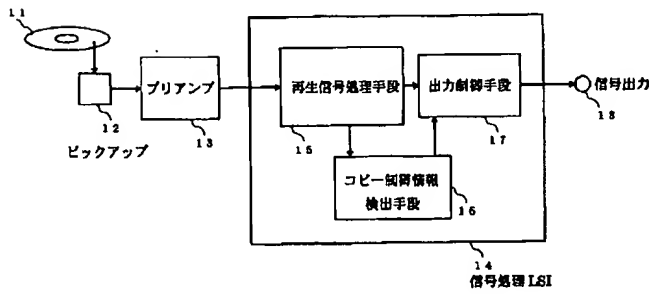 11
12
ピックアップ
プリアンプ
13
再生信号処理手段
15
出力制御手段
17
コピー制御情報
検出手段
16
信号出力
18
14
信号処理LSI